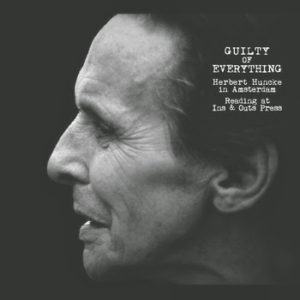 GUILTY
OF
EVERYTHING
Herbert Huncke
in Amsterdam
Reading at
Ins & Outs Press